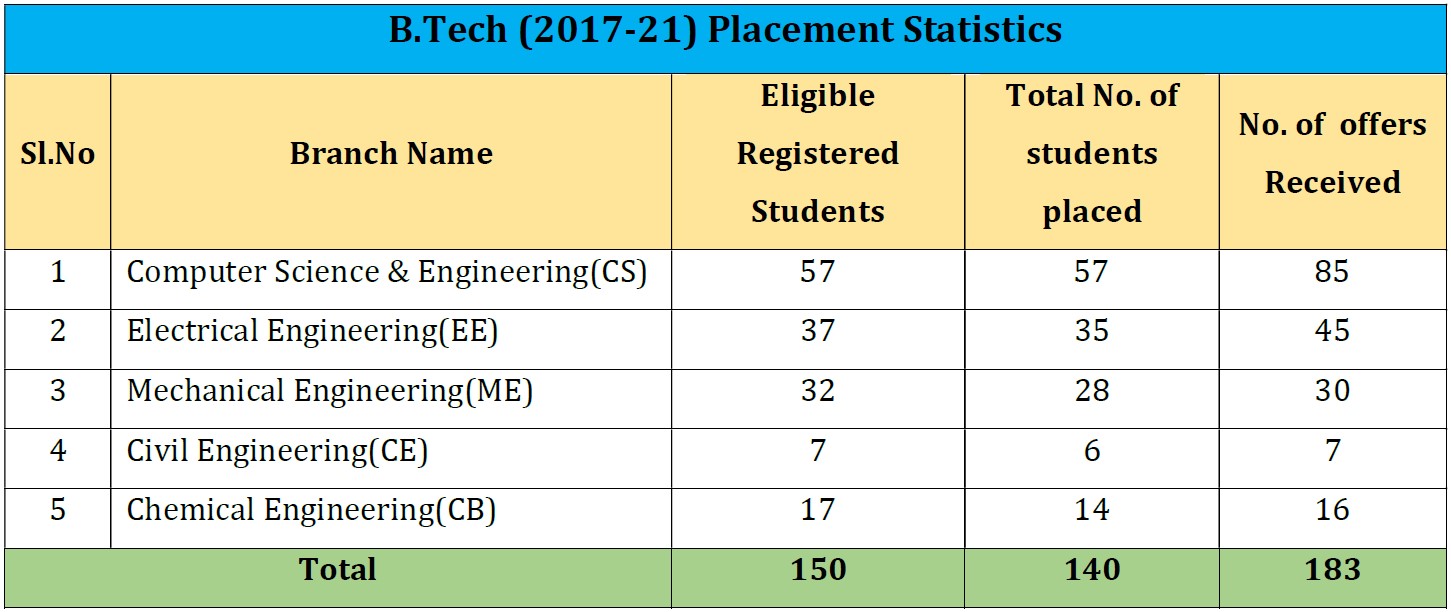 B.Tech (2017-21) Placement Statistics
Sl.No Branch Name Eligible Registered Students Total No. of students placed No. of offers Received
1 Computer Science & Engineering(CS) 57 57 85
2 Electrical Engineering(EE) 37 35 45
3 Mechanical Engineering(ME) 32 28 30
4 Civil Engineering(CE) 7 6 7
5 Chemical Engineering(CB) 17 14 16
Total 150 140 183